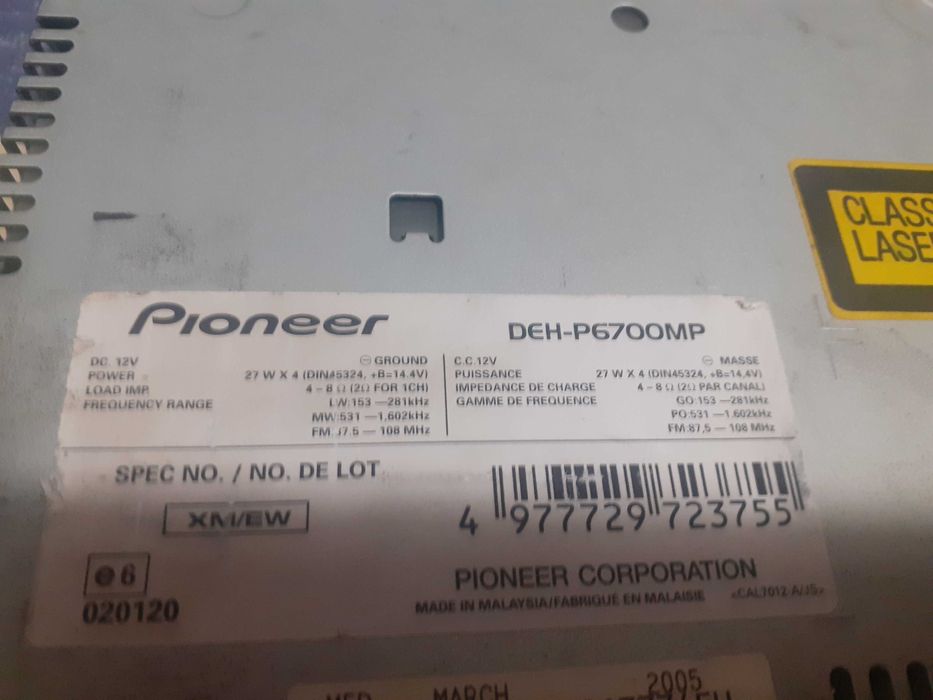 CLASS
LASER
Pioneer
DEH-P6700MP
DC. 12V
⊖ GROUND
POWER
27 W X 4 (DIN45324, +B=14.4V)
LOAD IMP.
4 – 8 Ω (2Ω FOR 1CH)
FREQUENCY RANGE
LW:153 — 281kHz
MW:531 — 1,602kHz
FM:87.5 — 108 MHz
C.C.12V
⊖ MASSE
PUISSANCE
27 W X 4 (DIN45324, +B=14,4V)
IMPEDANCE DE CHARGE
4 – 8 Ω (2Ω PAR CANAL)
GAMME DE FREQUENCE
GO:153 — 281kHz
PO:531 — 1.602kHz
FM:87,5 — 108 MHz
SPEC NO. / NO. DE LOT
XM/EW
4 977729 723755
e6
020120
PIONEER CORPORATION
MADE IN MALAYSIA/FABRIQUÉ EN MALAISIE
<CAL7012-A/JS>
MARCH 2005